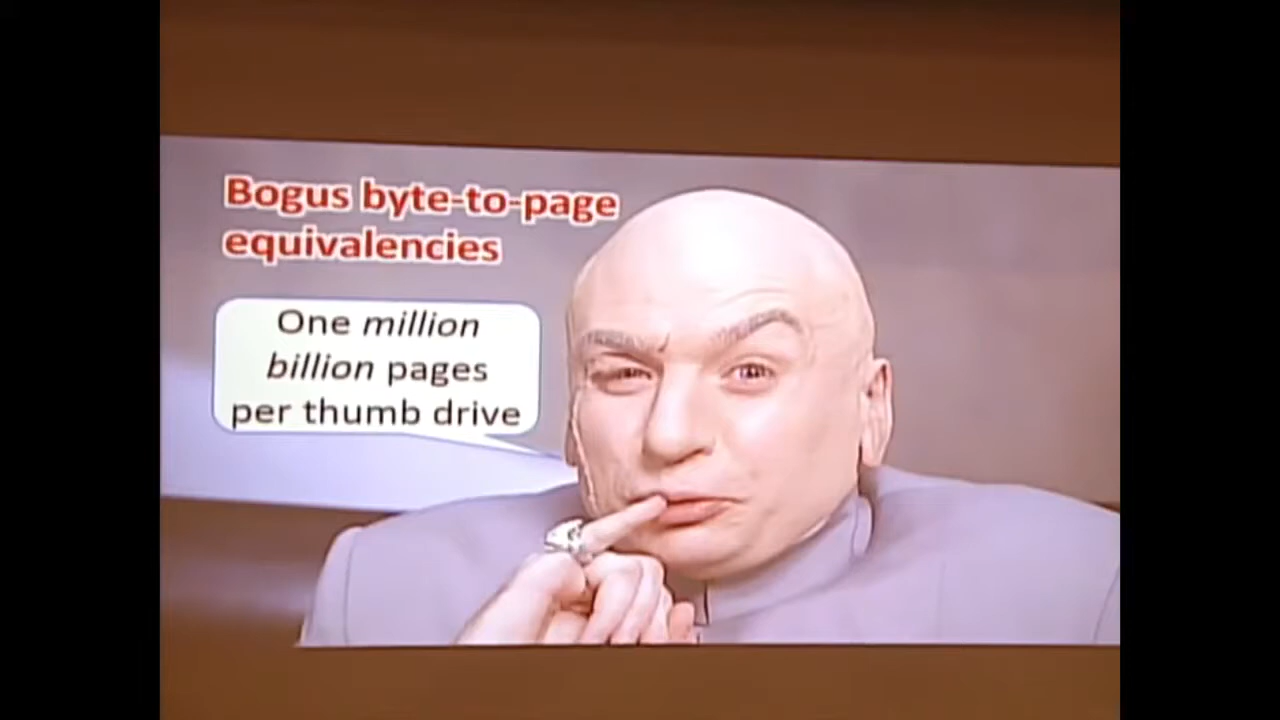 Bogus byte-to-page
equivalencies
One million
billion pages
per thumb drive